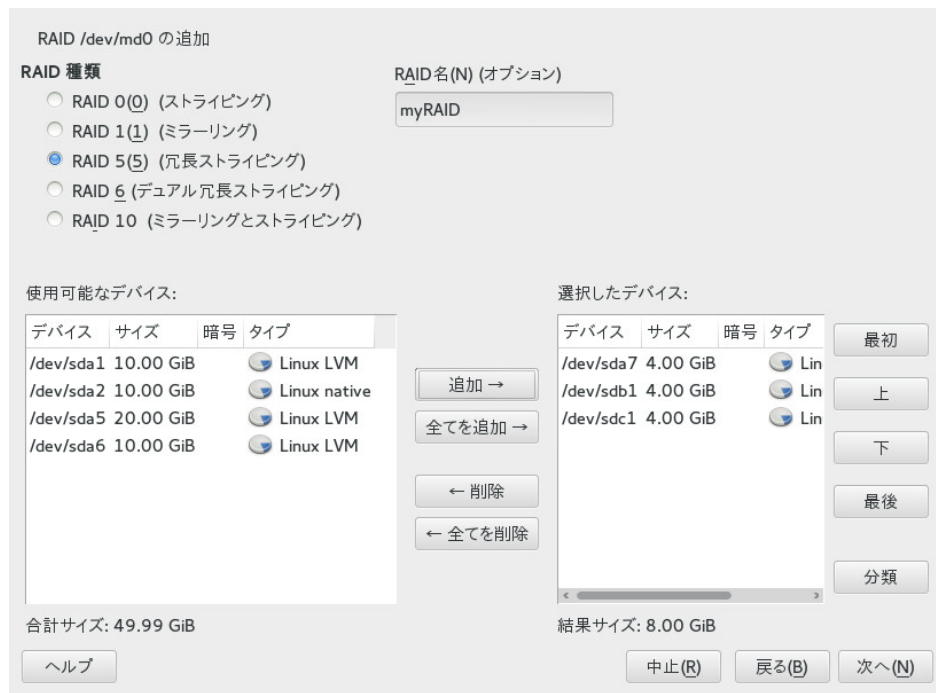 RAID /dev/md0 の追加
RAID 種類
RAID 0(0) (ストライピング)
RAID 1(1) (ミラーリング)
RAID 5(5) (冗長ストライピング)
RAID 6 (デュアル冗長ストライピング)
RAID 10 (ミラーリングとストライピング)
RAID名(N) (オプション)
myRAID
使用可能なデバイス:
デバイス サイズ 暗号 タイプ
/dev/sda1 10.00 GiB Linux LVM
/dev/sda2 10.00 GiB Linux native
/dev/sda5 20.00 GiB Linux LVM
/dev/sda6 10.00 GiB Linux LVM
合計サイズ: 49.99 GiB
追加 →
全てを追加 →
← 削除
← 全てを削除
選択したデバイス:
デバイス サイズ 暗号 タイプ
/dev/sda7 4.00 GiB Lin
/dev/sdb1 4.00 GiB Lin
/dev/sdc1 4.00 GiB Lin
結果サイズ: 8.00 GiB
最初
上
下
最後
分類
ヘルプ
中止(R)
戻る(B)
次へ(N)